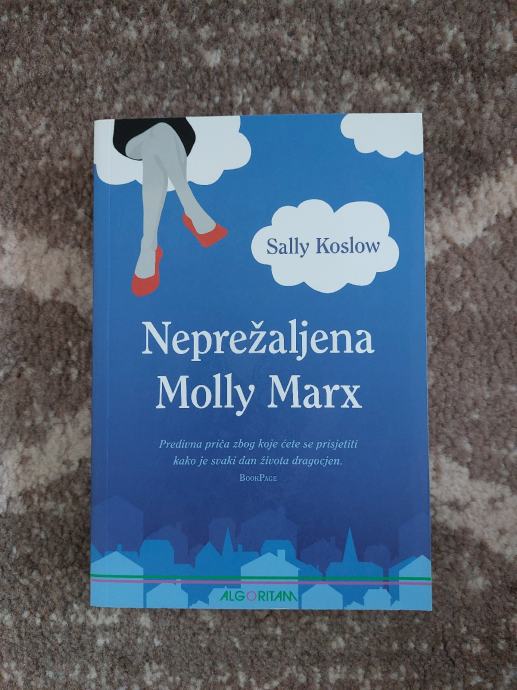 Sally Koslow
Neprežaljena
Molly Marx
Predivna priča zbog koje ćete se prisjetiti
kako je svaki dan života dragocjen.
BookPage
ALGORITAM